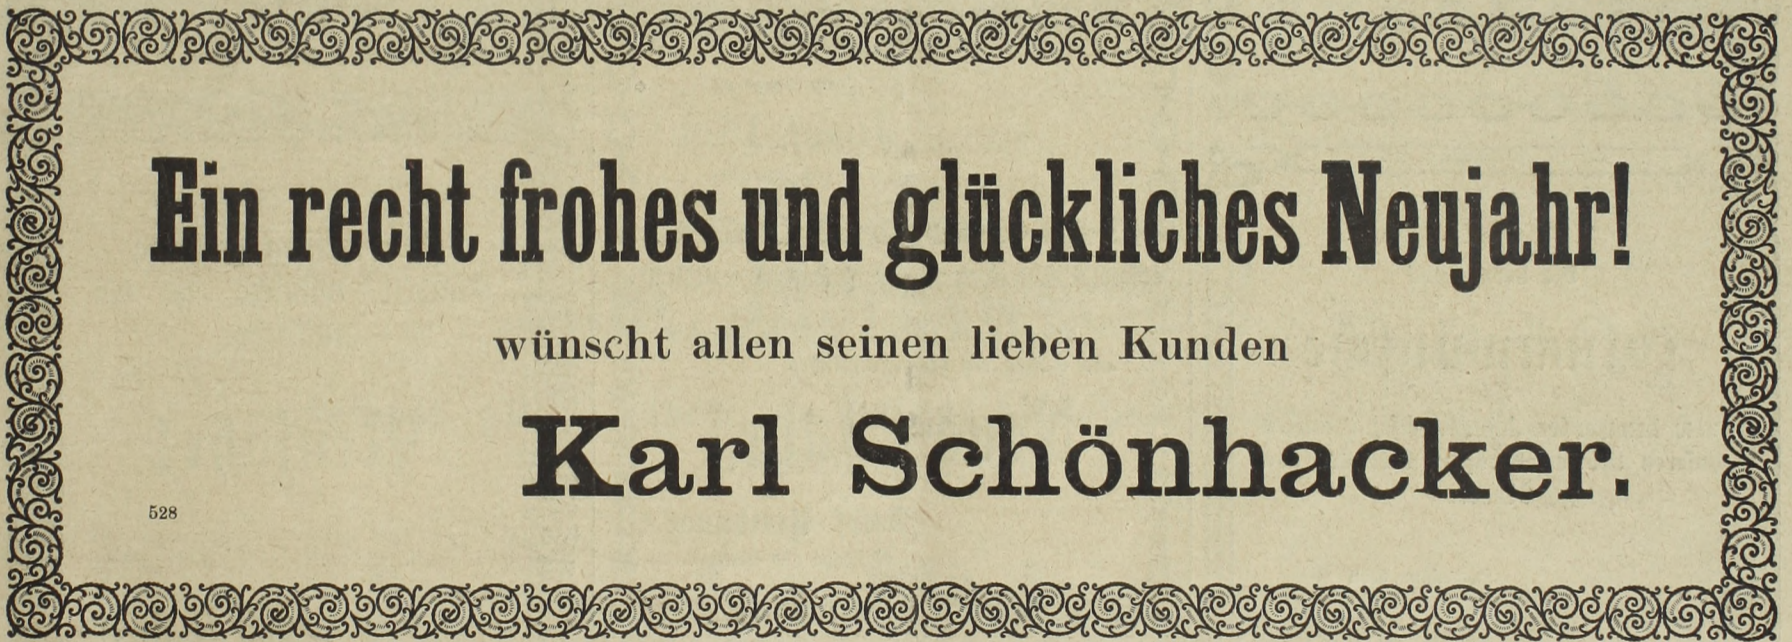 Ein recht frohes und glückliches Neujahr!
wünscht allen seinen lieben Kunden
Karl Schönhacker.
528